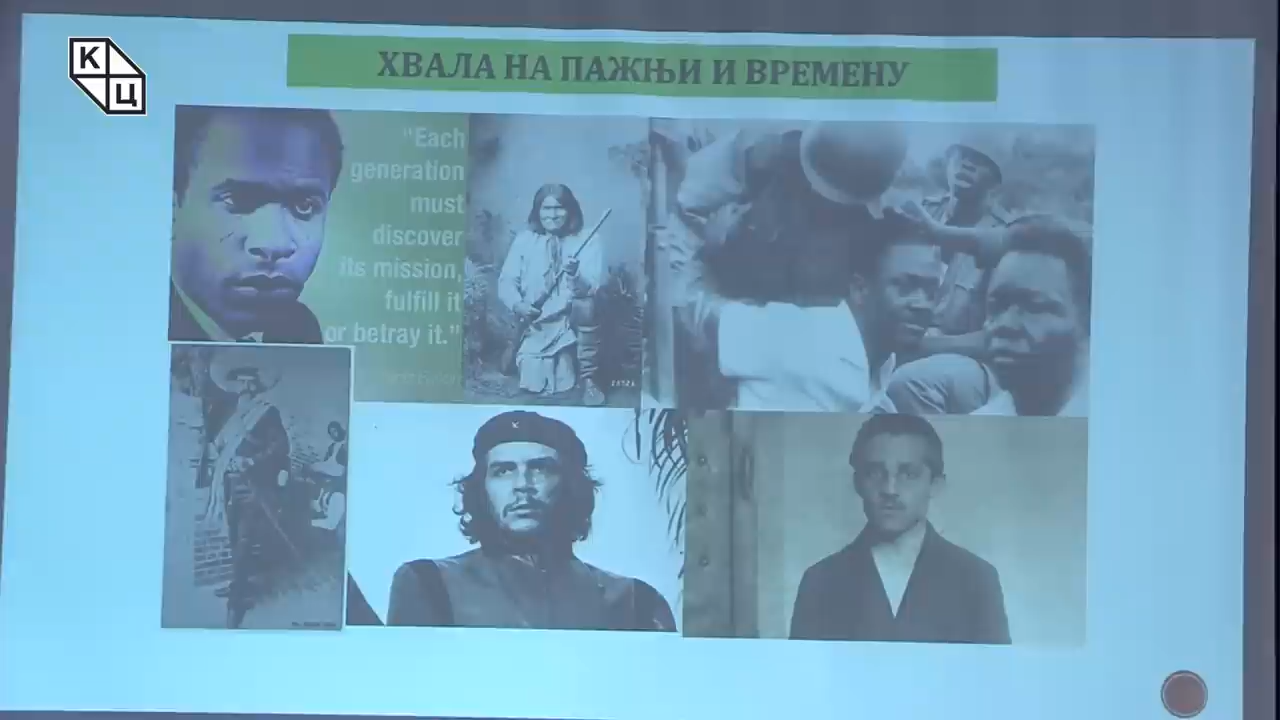 К
Ц
ХВАЛА НА ПАЖЊИ И ВРЕМЕНУ
"Each
generation
must
discover
its mission,
fulfill it
or betray it."